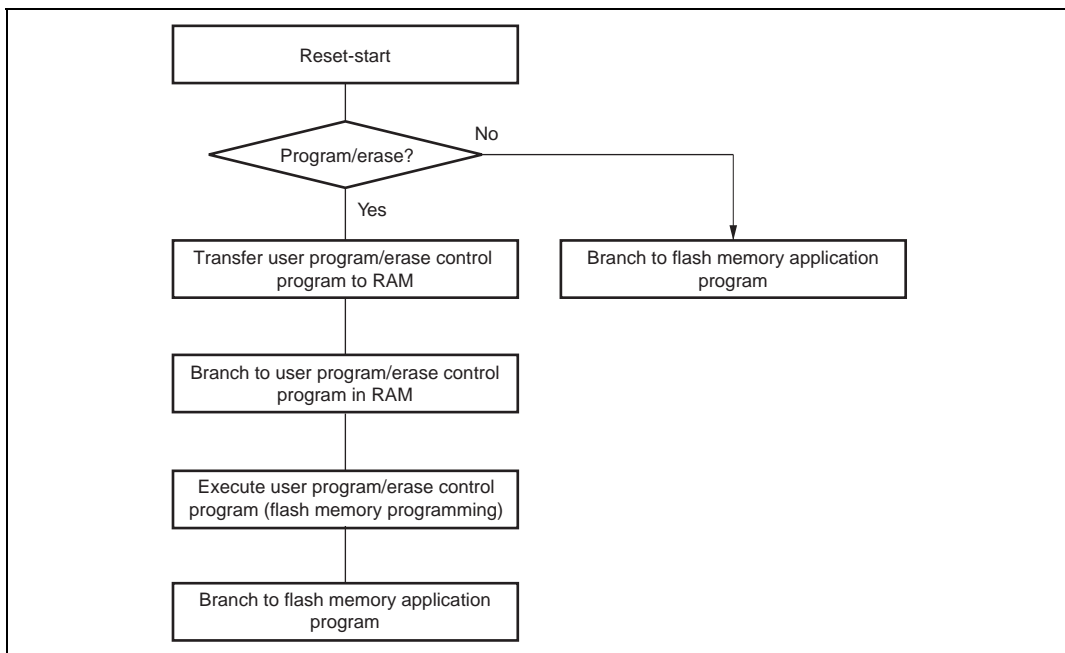 Reset-start
No
Program/erase?
Yes
Transfer user program/erase control
program to RAM
Branch to flash memory application
program
Branch to user program/erase control
program in RAM
Execute user program/erase control
program (flash memory programming)
Branch to flash memory application
program